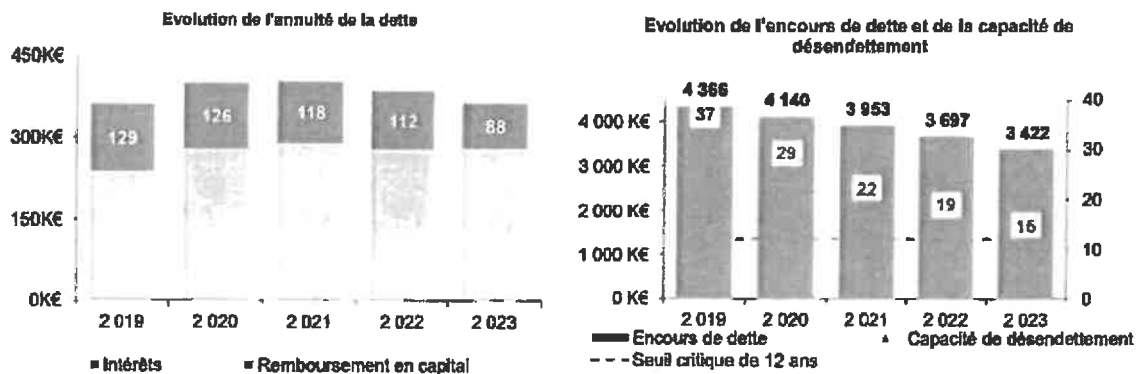 Evolution de l'annuité de la dette
450K€
300K€
150K€
0K€
129
126
118
112
88
2 019
2 020
2 021
2 022
2 023
Intérêts
Remboursement en capital
Evolution de l'encours de dette et de la capacité de
désendettement
4 000 K€
3 000 K€
2 000 K€
1 000 K€
0 K€
4 366
4 140
3 953
3 697
3 422
37
29
22
19
16
40
30
20
10
0
2 019
2 020
2 021
2 022
2 023
Encours de dette
Capacité de désendettement
Seuil critique de 12 ans